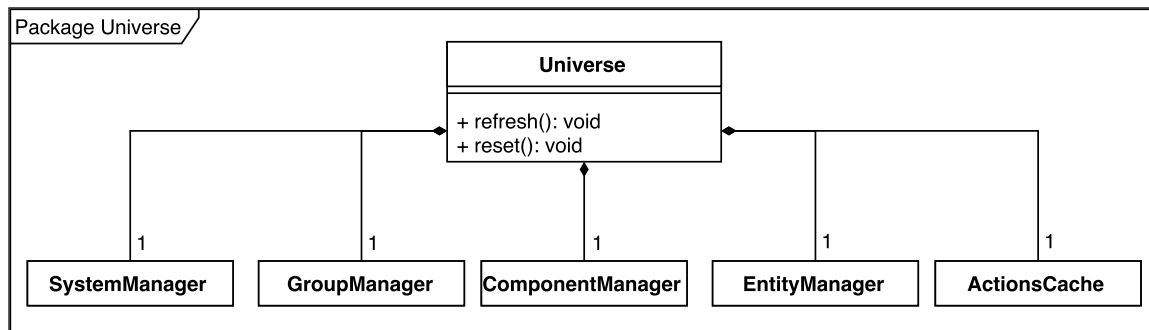 Package Universe
Universe
+ refresh(): void
+ reset(): void
1
1
1
1
1
SystemManager
GroupManager
ComponentManager
EntityManager
ActionsCache